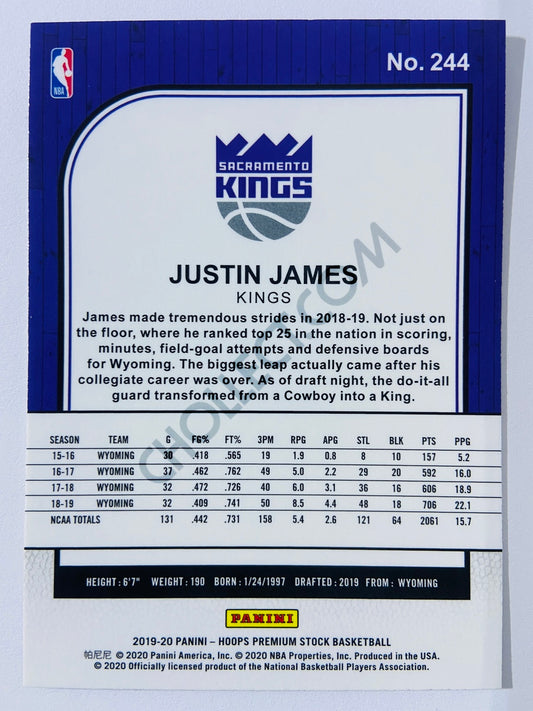 NBA
No. 244
SACRAMENTO
KINGS
JUSTIN JAMES
KINGS
James made tremendous strides in 2018-19. Not just on
the floor, where he ranked top 25 in the nation in scoring,
minutes, field-goal attempts and defensive boards
for Wyoming. The biggest leap actually came after his
collegiate career was over. As of draft night, the do-it-all
guard transformed from a Cowboy into a King.
CHOLLECT.COM
SEASON TEAM G FG% FT% 3PM RPG APG STL BLK PTS PPG
15-16 WYOMING 30 .418 .565 19 1.9 0.8 8 10 157 5.2
16-17 WYOMING 37 .462 .762 49 5.0 2.2 29 20 592 16.0
17-18 WYOMING 32 .472 .726 40 6.0 3.1 36 16 606 18.9
18-19 WYOMING 32 .409 .741 50 8.5 4.4 48 18 706 22.1
NCAA TOTALS 131 .442 .731 158 5.4 2.6 121 64 2061 15.7
HEIGHT: 6'7" WEIGHT: 190 BORN: 1/24/1997 DRAFTED: 2019 FROM: WYOMING
PANINI
2019-20 PANINI – HOOPS PREMIUM STOCK BASKETBALL
帕尼尼 © 2020 Panini America, Inc. © 2020 NBA Properties, Inc. Produced in the USA.
© 2020 Officially licensed product of the National Basketball Players Association.